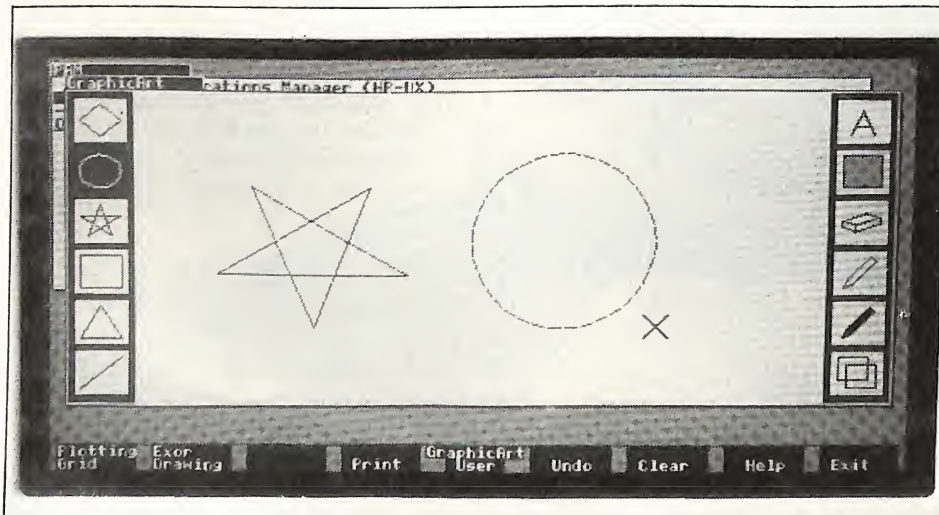 PAM
GraphicArt
cations Manager (HP-UX)
A
Plotting Grid
Exor Drawing
Print
GraphicArt User
Undo
Clear
Help
Exit